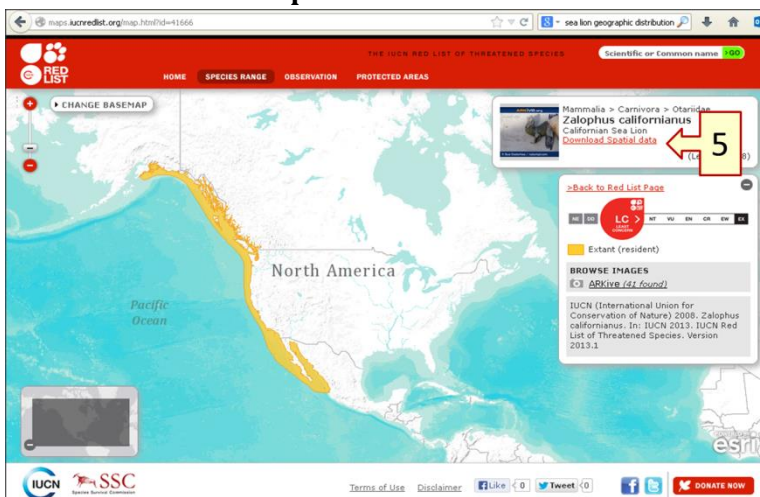 maps.iucnredlist.org/map.html?id=41666
sea lion geographic distribution
THE IUCN RED LIST OF THREATENED SPECIES
Scientific or Common name >GO
RED
LIST
HOME SPECIES RANGE OBSERVATION PROTECTED AREAS
CHANGE BASEMAP
Mammalia > Carnivora > Otariidae
Zalophus californianus
Californian Sea Lion
Download Spatial data
5
>Back to Red List Page
NE DD LC > NT VU EN CR EW EX
LEAST
CONCERN
Extant (resident)
BROWSE IMAGES
ARKive (41 found)
IUCN (International Union for
Conservation of Nature) 2008. Zalophus
californianus. In: IUCN 2013. IUCN Red
List of Threatened Species. Version
2013.1
North America
Pacific
Ocean
esri
IUCN SSC
Species Survival Commission
Terms of Use Disclaimer Like 0 Tweet 0
DONATE NOW